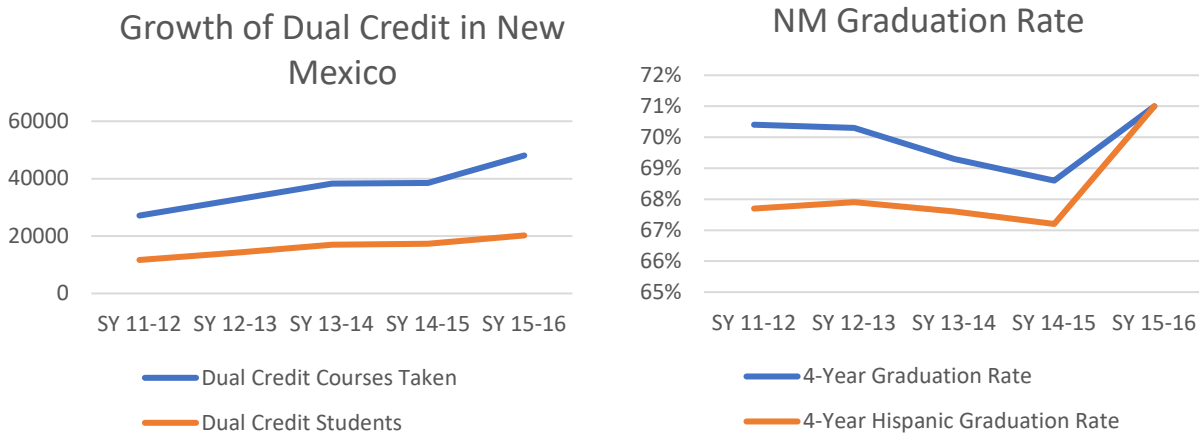 Growth of Dual Credit in New
Mexico
60000
40000
20000
0
SY 11-12 SY 12-13 SY 13-14 SY 14-15 SY 15-16
Dual Credit Courses Taken
Dual Credit Students
NM Graduation Rate
72%
71%
70%
69%
68%
67%
66%
65%
SY 11-12 SY 12-13 SY 13-14 SY 14-15 SY 15-16
4-Year Graduation Rate
4-Year Hispanic Graduation Rate